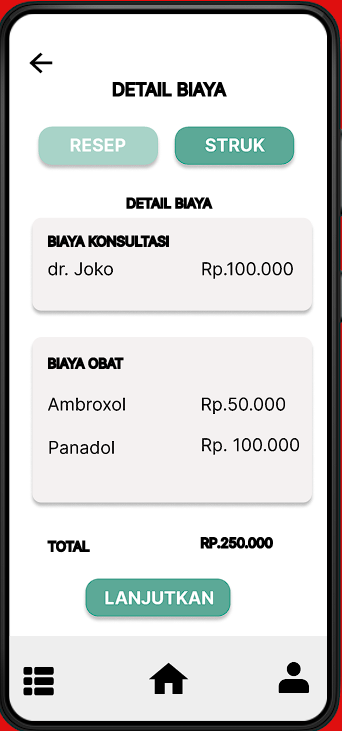 DETAIL BIAYA
RESEP STRUK
DETAIL BIAYA
BIAYA KONSULTASI
dr. Joko Rp.100.000
BIAYA OBAT
Ambroxol Rp.50.000
Panadol Rp. 100.000
TOTAL RP.250.000
LANJUTKAN